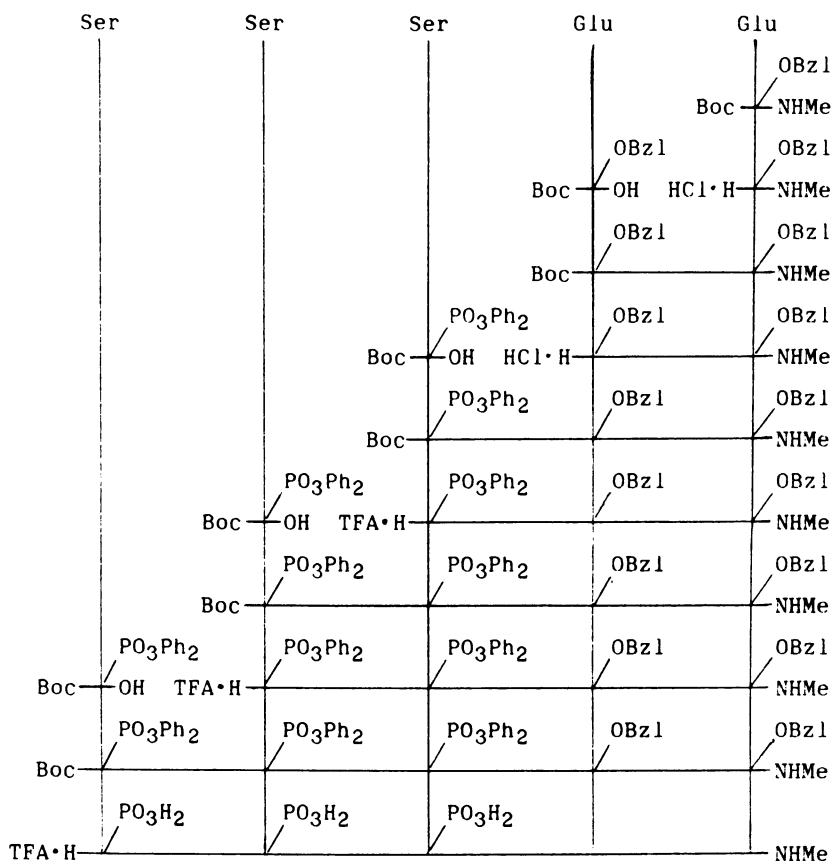 Ser Ser Ser Glu Glu
OBzl
Boc NHMe
OBzl OBzl
Boc OH HCl·H NHMe
OBzl OBzl
Boc NHMe
PO₃Ph₂ OBzl OBzl
Boc OH HCl·H NHMe
PO₃Ph₂ OBzl OBzl
Boc NHMe
PO₃Ph₂ PO₃Ph₂ OBzl OBzl
Boc OH TFA·H NHMe
PO₃Ph₂ PO₃Ph₂ OBzl OBzl
Boc NHMe
PO₃Ph₂ PO₃Ph₂ PO₃Ph₂ OBzl OBzl
Boc OH TFA·H NHMe
PO₃Ph₂ PO₃Ph₂ PO₃Ph₂ OBzl OBzl
Boc NHMe
PO₃H₂ PO₃H₂ PO₃H₂
TFA·H NHMe